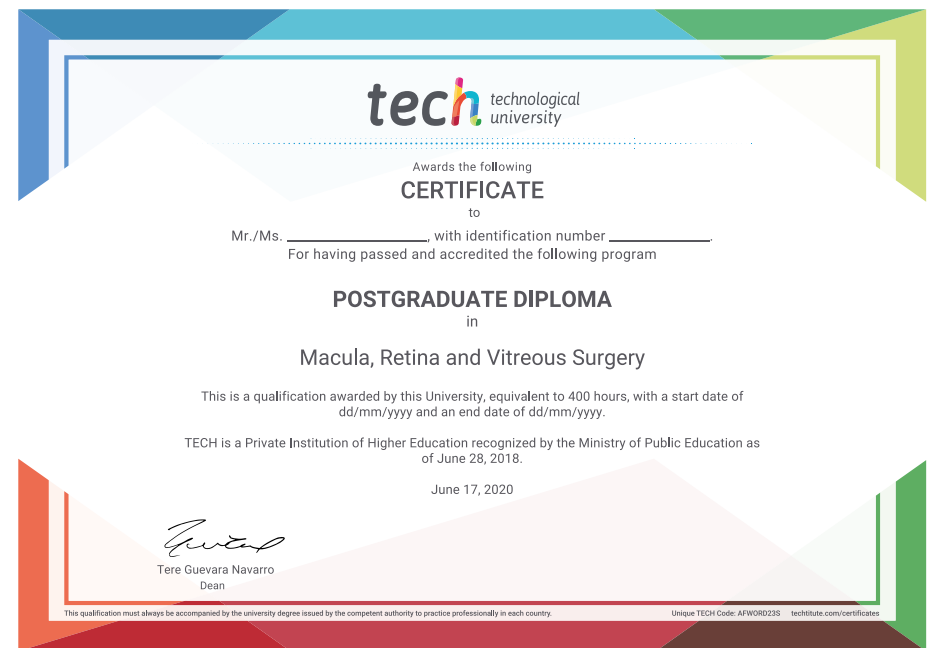 tech technological
university
Awards the following
CERTIFICATE
to
Mr./Ms. ____________________, with identification number ______________.
For having passed and accredited the following program
POSTGRADUATE DIPLOMA
in
Macula, Retina and Vitreous Surgery
This is a qualification awarded by this University, equivalent to 400 hours, with a start date of
dd/mm/yyyy and an end date of dd/mm/yyyy.
TECH is a Private Institution of Higher Education recognized by the Ministry of Public Education as
of June 28, 2018.
June 17, 2020
Tere Guevara Navarro
Dean
This qualification must always be accompanied by the university degree issued by the competent authority to practice professionally in each country.
Unique TECH Code: AFWORD23S techtitute.com/certificates